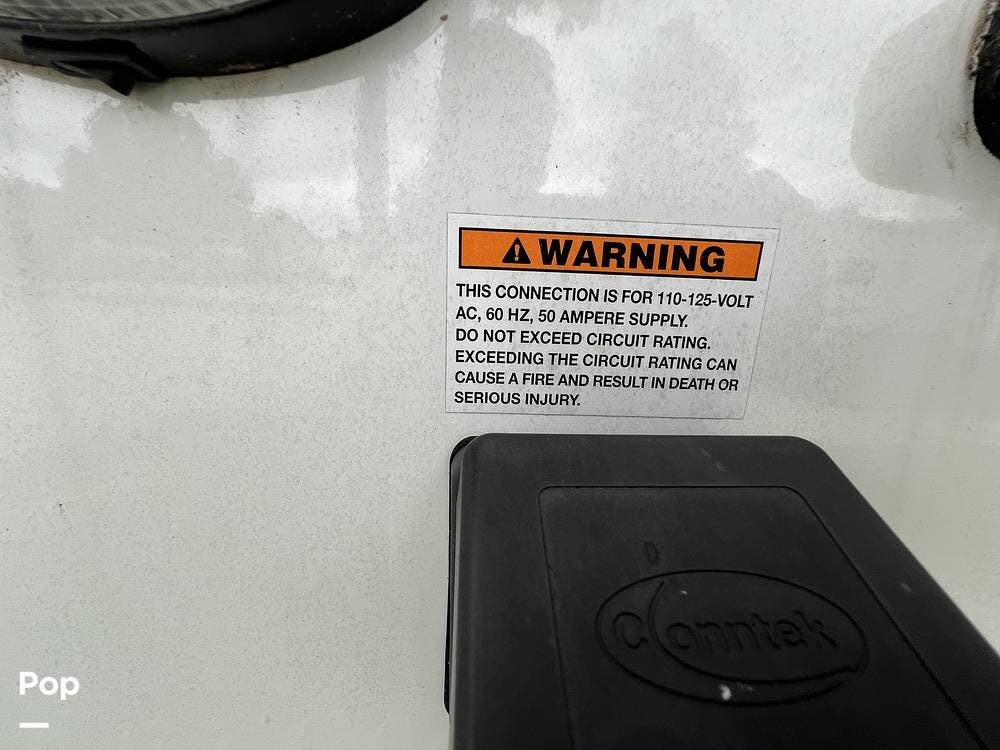 WARNING
THIS CONNECTION IS FOR 110-125-VOLT
AC, 60 HZ, 50 AMPERE SUPPLY.
DO NOT EXCEED CIRCUIT RATING.
EXCEEDING THE CIRCUIT RATING CAN
CAUSE A FIRE AND RESULT IN DEATH OR
SERIOUS INJURY.
Conntek
Pop